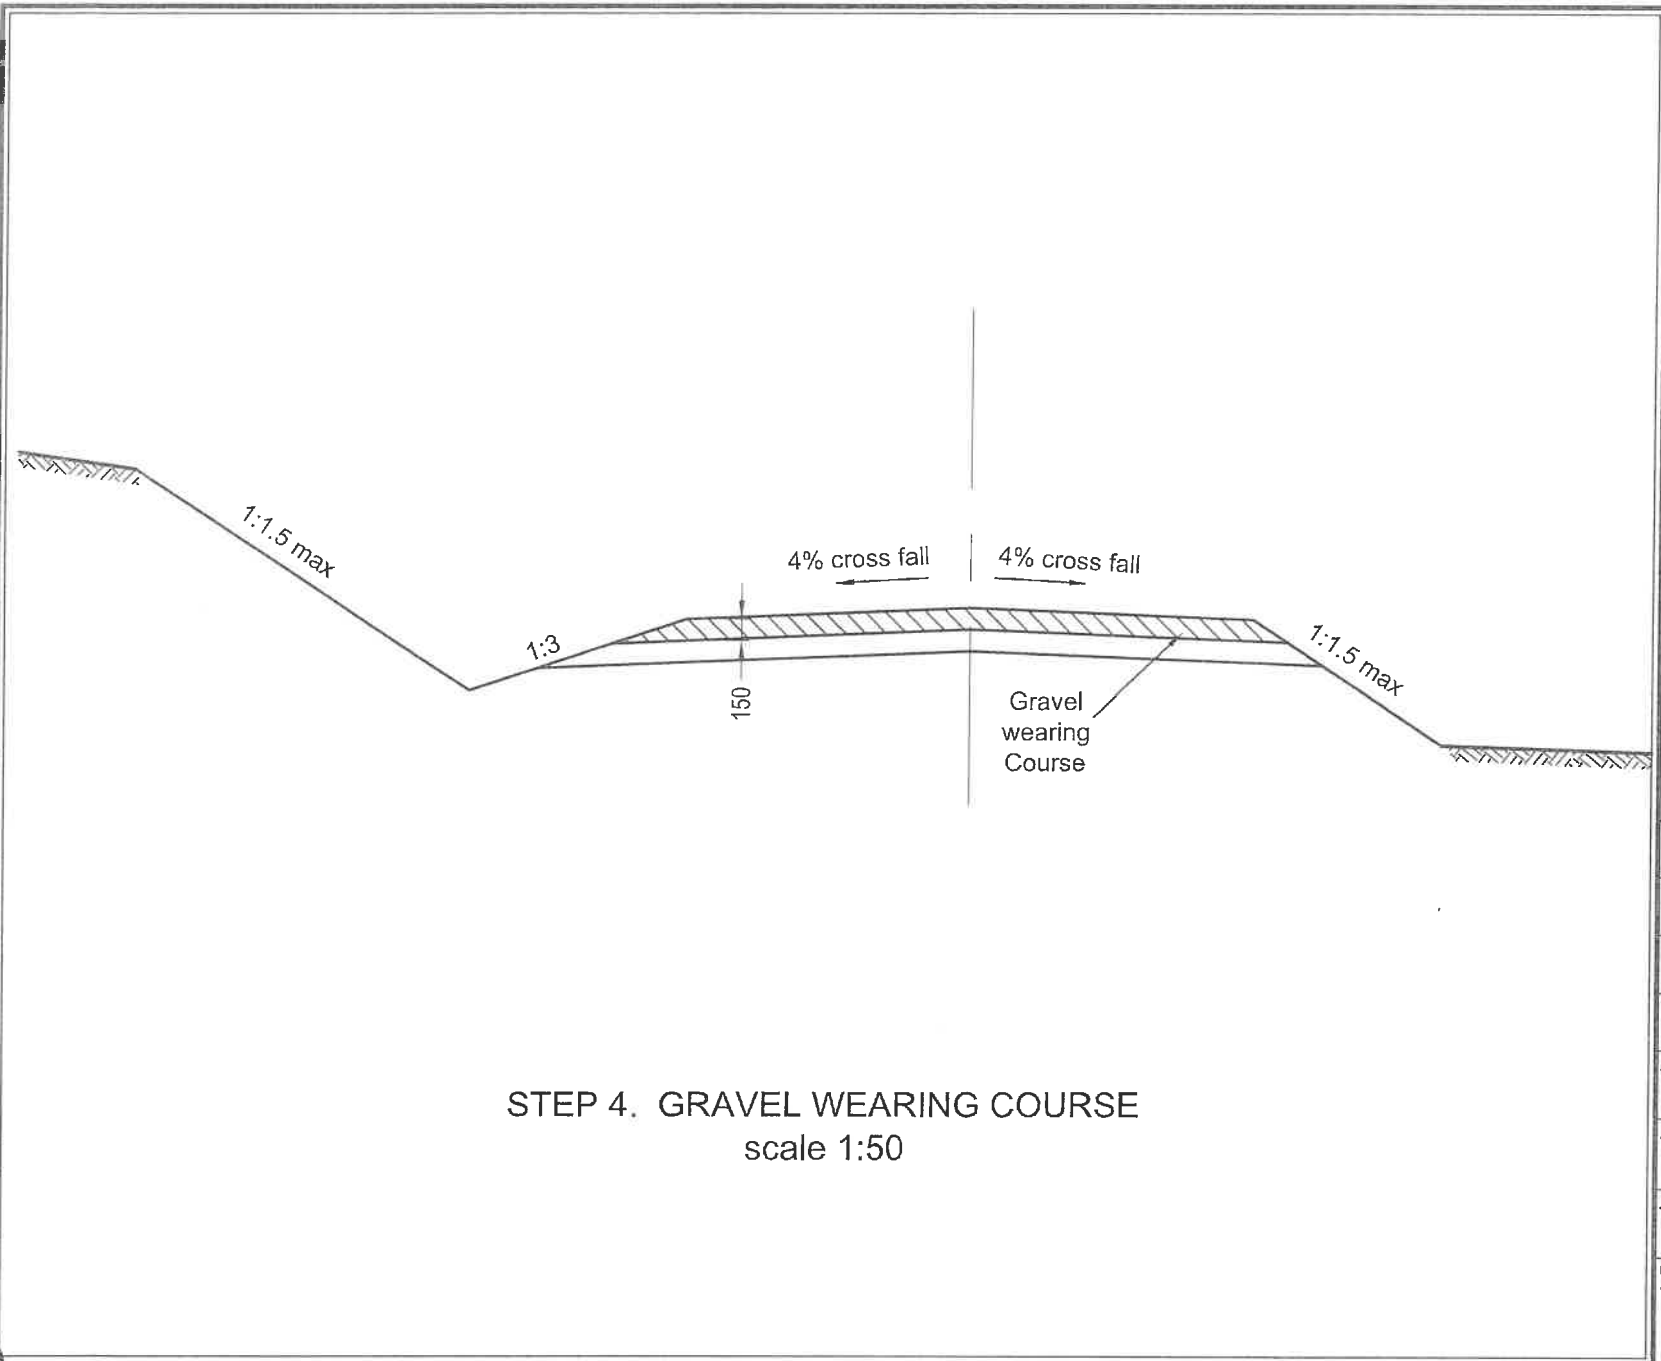 1:1.5 max
4% cross fall
4% cross fall
1:3
1:1.5 max
150
Gravel
wearing
Course
STEP 4. GRAVEL WEARING COURSE
scale 1:50